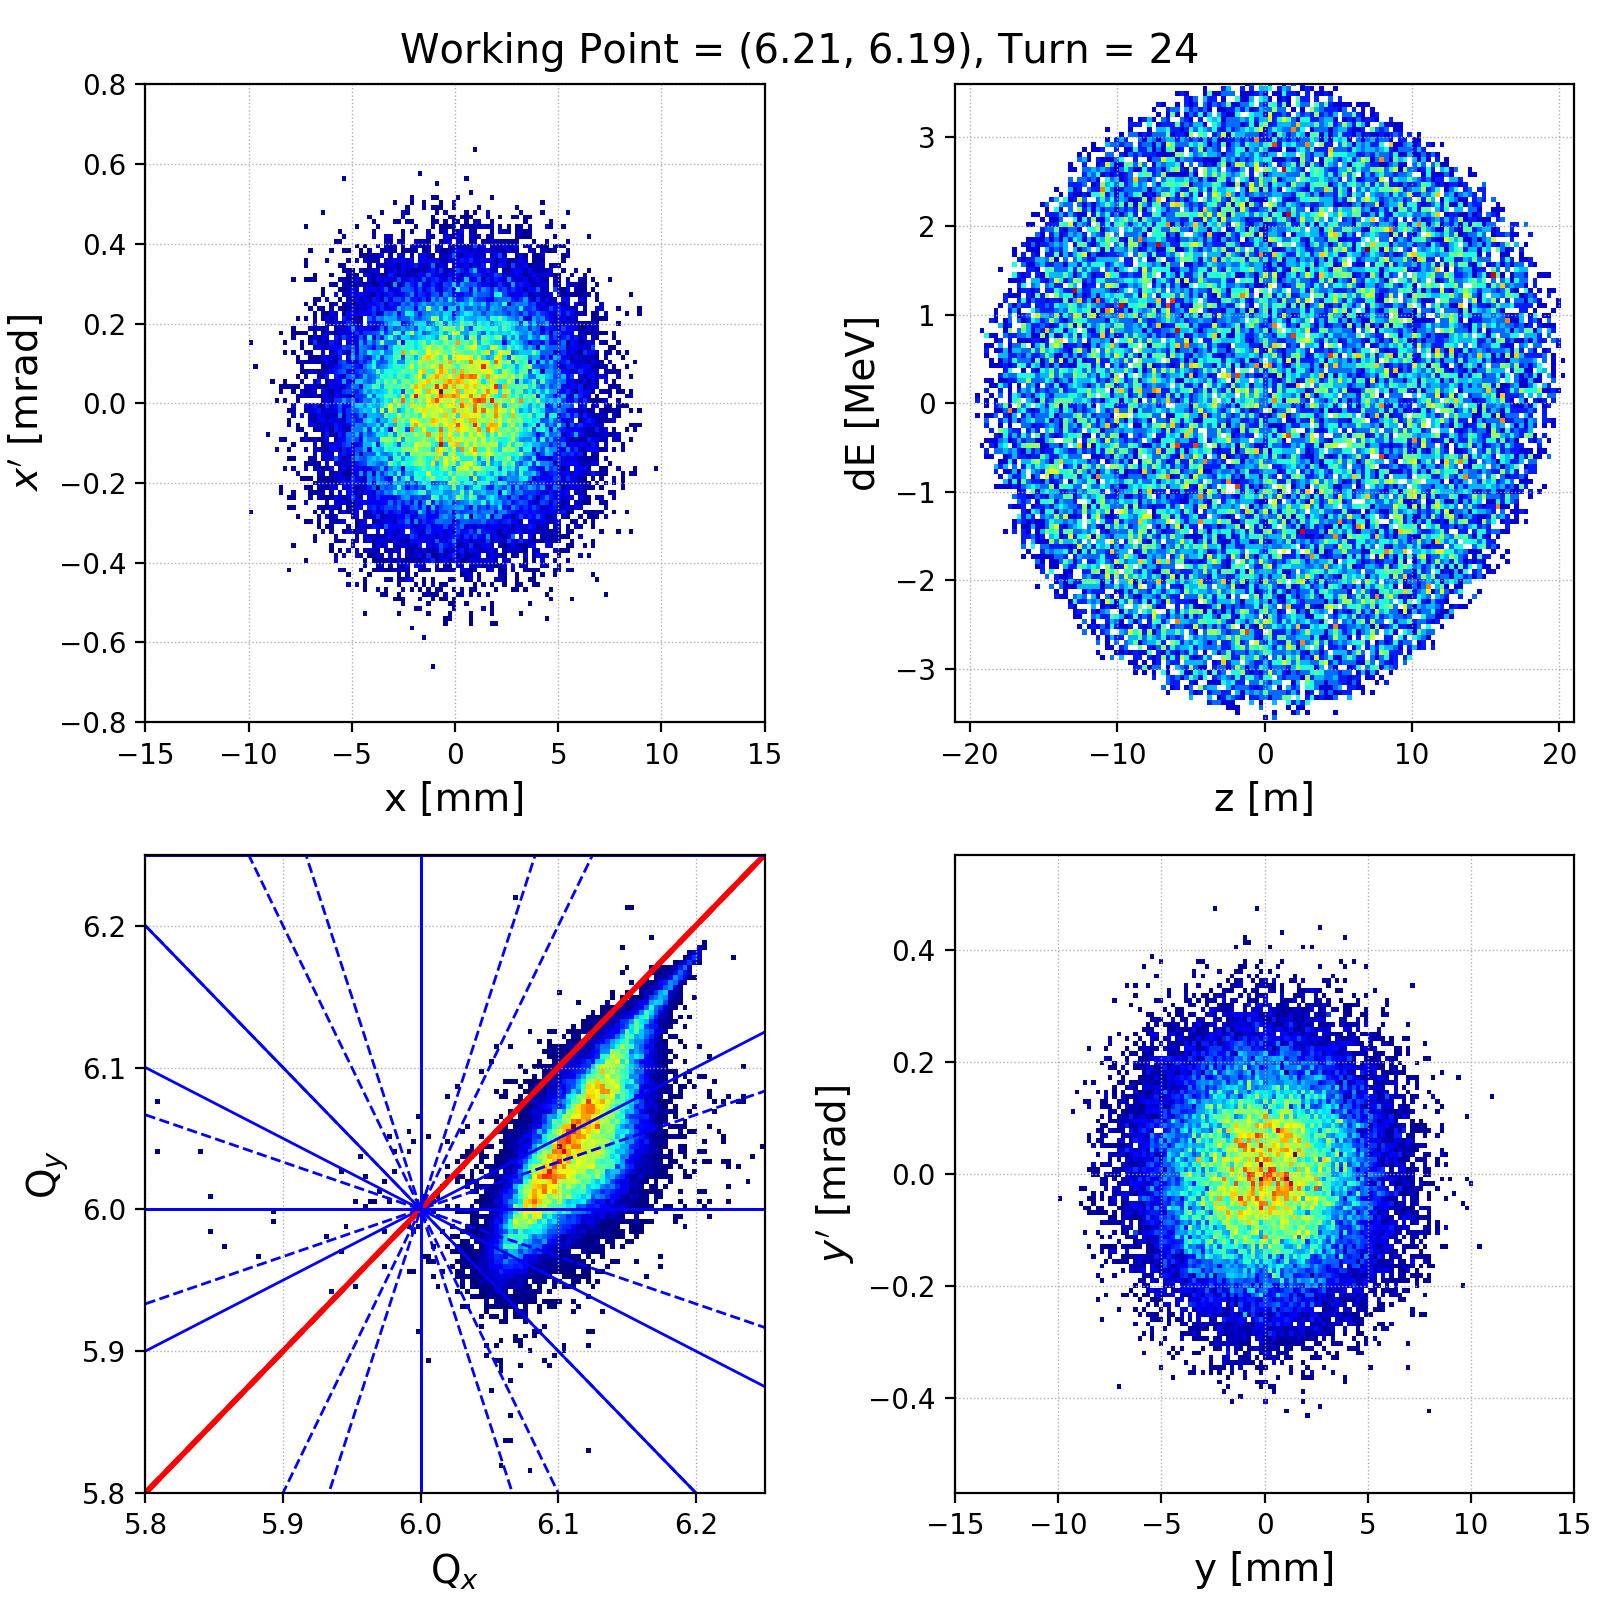 Working Point = (6.21, 6.19), Turn = 24
0.8
0.6
0.4
0.2
0.0
−0.2
−0.4
−0.6
−0.8
x′ [mrad]
−15 −10 −5 0 5 10 15
x [mm]
3
2
1
0
−1
−2
−3
dE [MeV]
−20 −10 0 10 20
z [m]
6.2
6.1
6.0
5.9
5.8
Qy
5.8 5.9 6.0 6.1 6.2
Qx
0.4
0.2
0.0
−0.2
−0.4
y′ [mrad]
−15 −10 −5 0 5 10 15
y [mm]